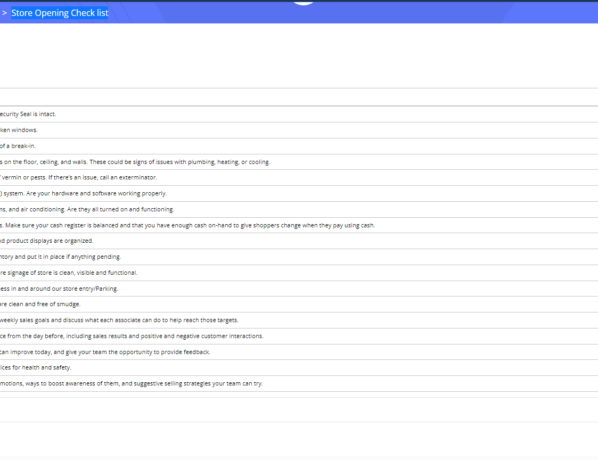 > Store Opening Check list
ecurity Seal is intact.
ken windows.
of a break-in.
s on the floor, ceiling, and walls. These could be signs of issues with plumbing, heating, or cooling.
vermin or pests. If there's an issue, call an exterminator.
) system. Are your hardware and software working properly.
ns, and air conditioning. Are they all turned on and functioning.
s. Make sure your cash register is balanced and that you have enough cash on-hand to give shoppers change when they pay using cash.
d product displays are organized.
ntory and put it in place if anything pending.
re signage of store is clean, visible and functional.
ess in and around our store entry/Parking.
re clean and free of smudge.
weekly sales goals and discuss what each associate can do to help reach those targets.
ce from the day before, including sales results and positive and negative customer interactions.
can improve today, and give your team the opportunity to provide feedback.
ices for health and safety.
motions, ways to boost awareness of them, and suggestive selling strategies your team can try.